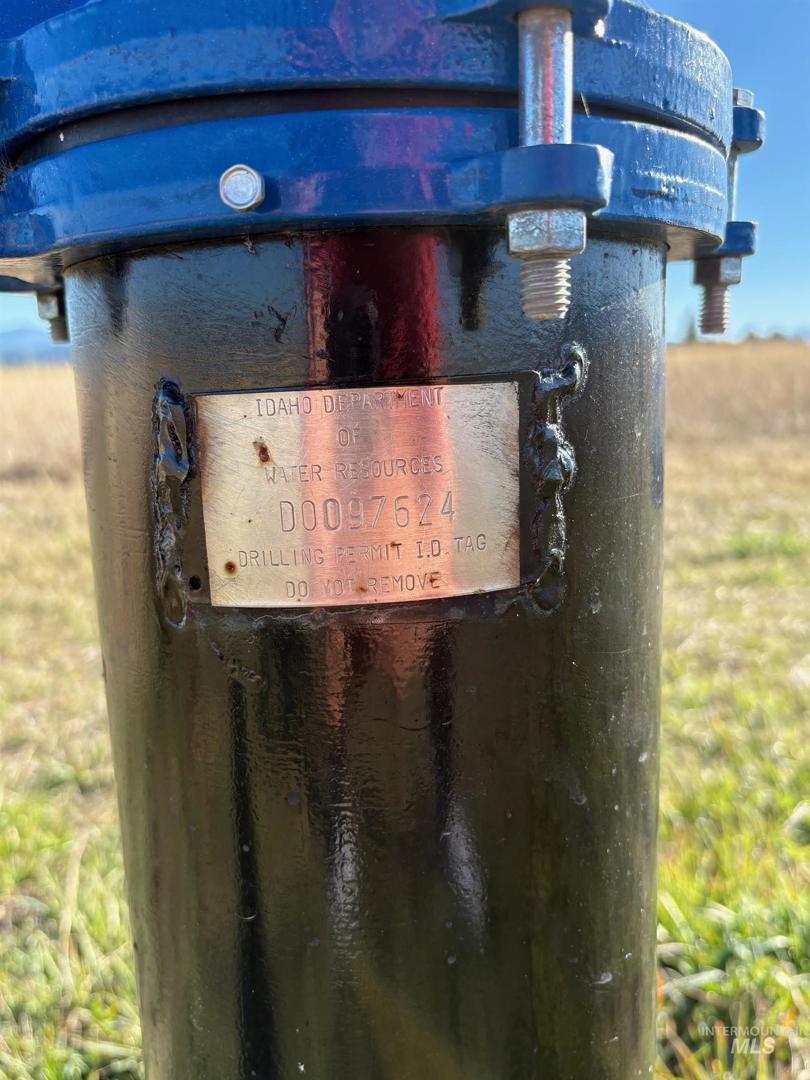 IDAHO DEPARTMENT
OF
WATER RESOURCES
D0097624
DRILLING PERMIT I.D. TAG
DO NOT REMOVE
INTERMOUNTAIN
MLS